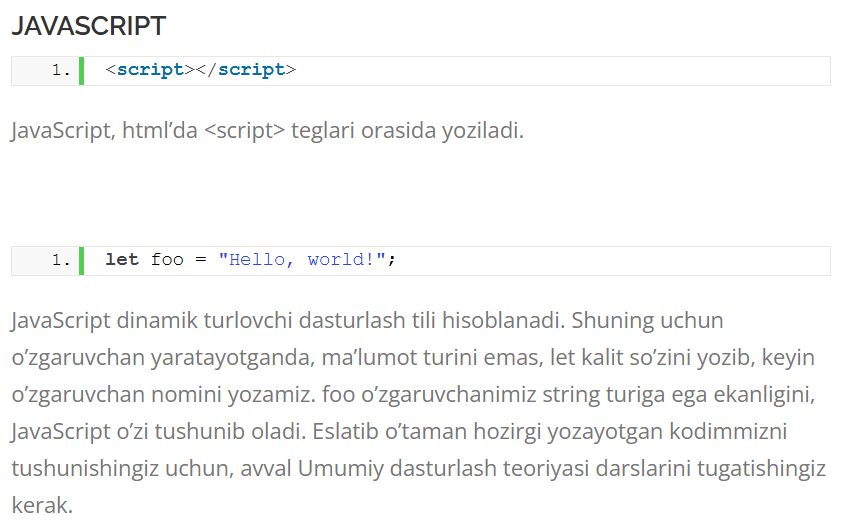 JAVASCRIPT
1. <script></script>
JavaScript, html’da <script> teglari orasida yoziladi.
1. let foo = "Hello, world!";
JavaScript dinamik turlovchi dasturlash tili hisoblanadi. Shuning uchun
o’zgaruvchan yaratayotganda, ma’lumot turini emas, let kalit so’zini yozib, keyin
o’zgaruvchan nomini yozamiz. foo o’zgaruvchanimiz string turiga ega ekanligini,
JavaScript o’zi tushunib oladi. Eslatib o’taman hozirgi yozayotgan kodimmizni
tushunishingiz uchun, avval Umumiy dasturlash teoriyasi darslarini tugatishingiz
kerak.